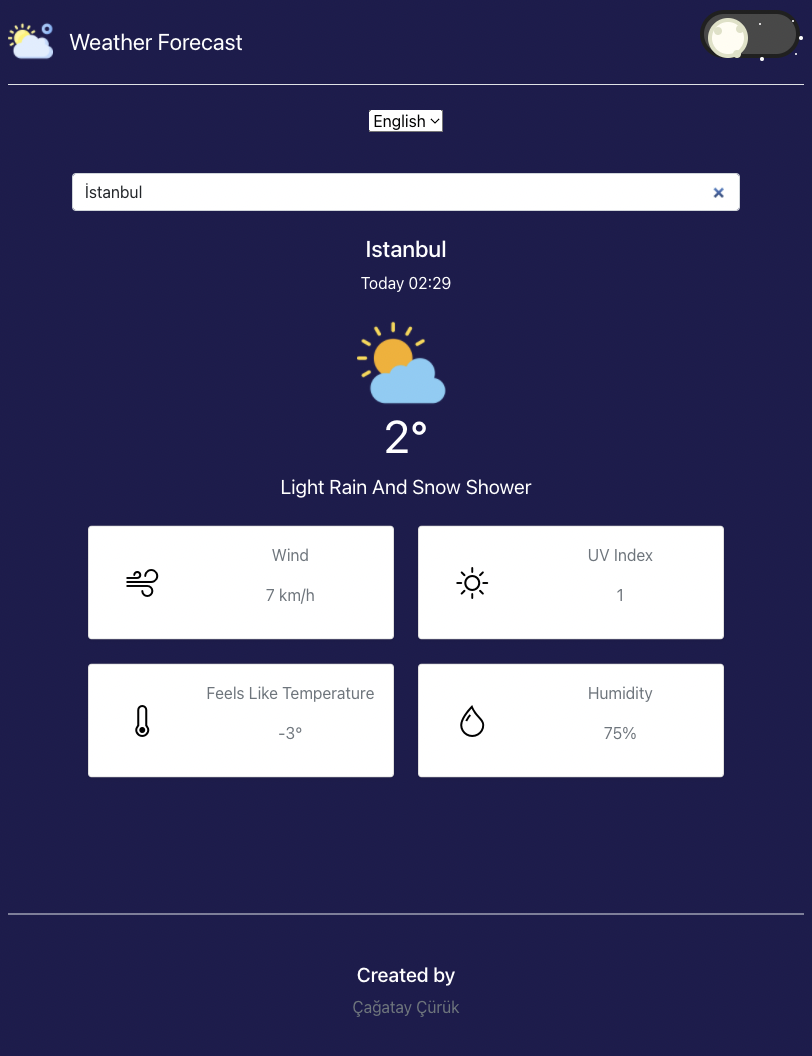 Weather Forecast
English
İstanbul
Istanbul
Today 02:29
2°
Light Rain And Snow Shower
Wind
7 km/h
UV Index
1
Feels Like Temperature
-3°
Humidity
75%
Created by
Çağatay Çürük